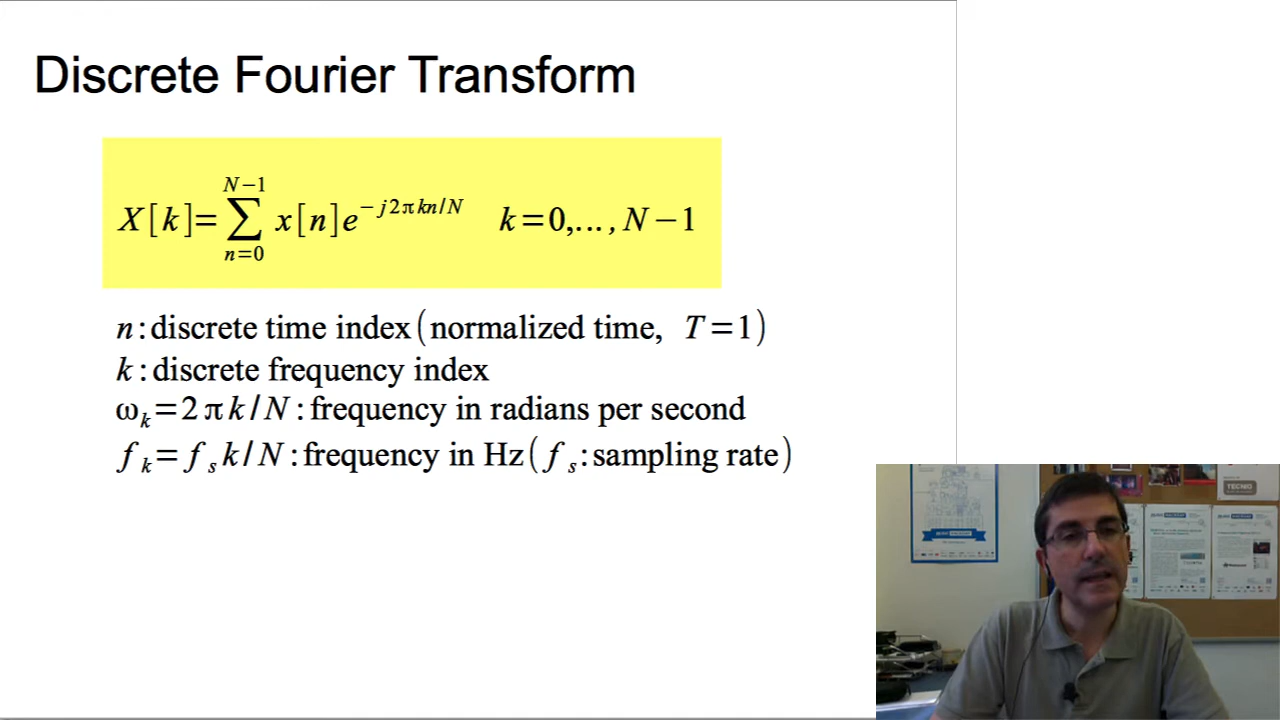 Discrete Fourier Transform
N−1
X[k]=∑ x[n]e^{−j2πkn/N} k=0,..., N−1
n=0
n:discrete time index(normalized time, T=1)
k:discrete frequency index
ω_k=2πk/N:frequency in radians per second
f_k=f_s k/N:frequency in Hz(f_s:sampling rate)
TECNIO